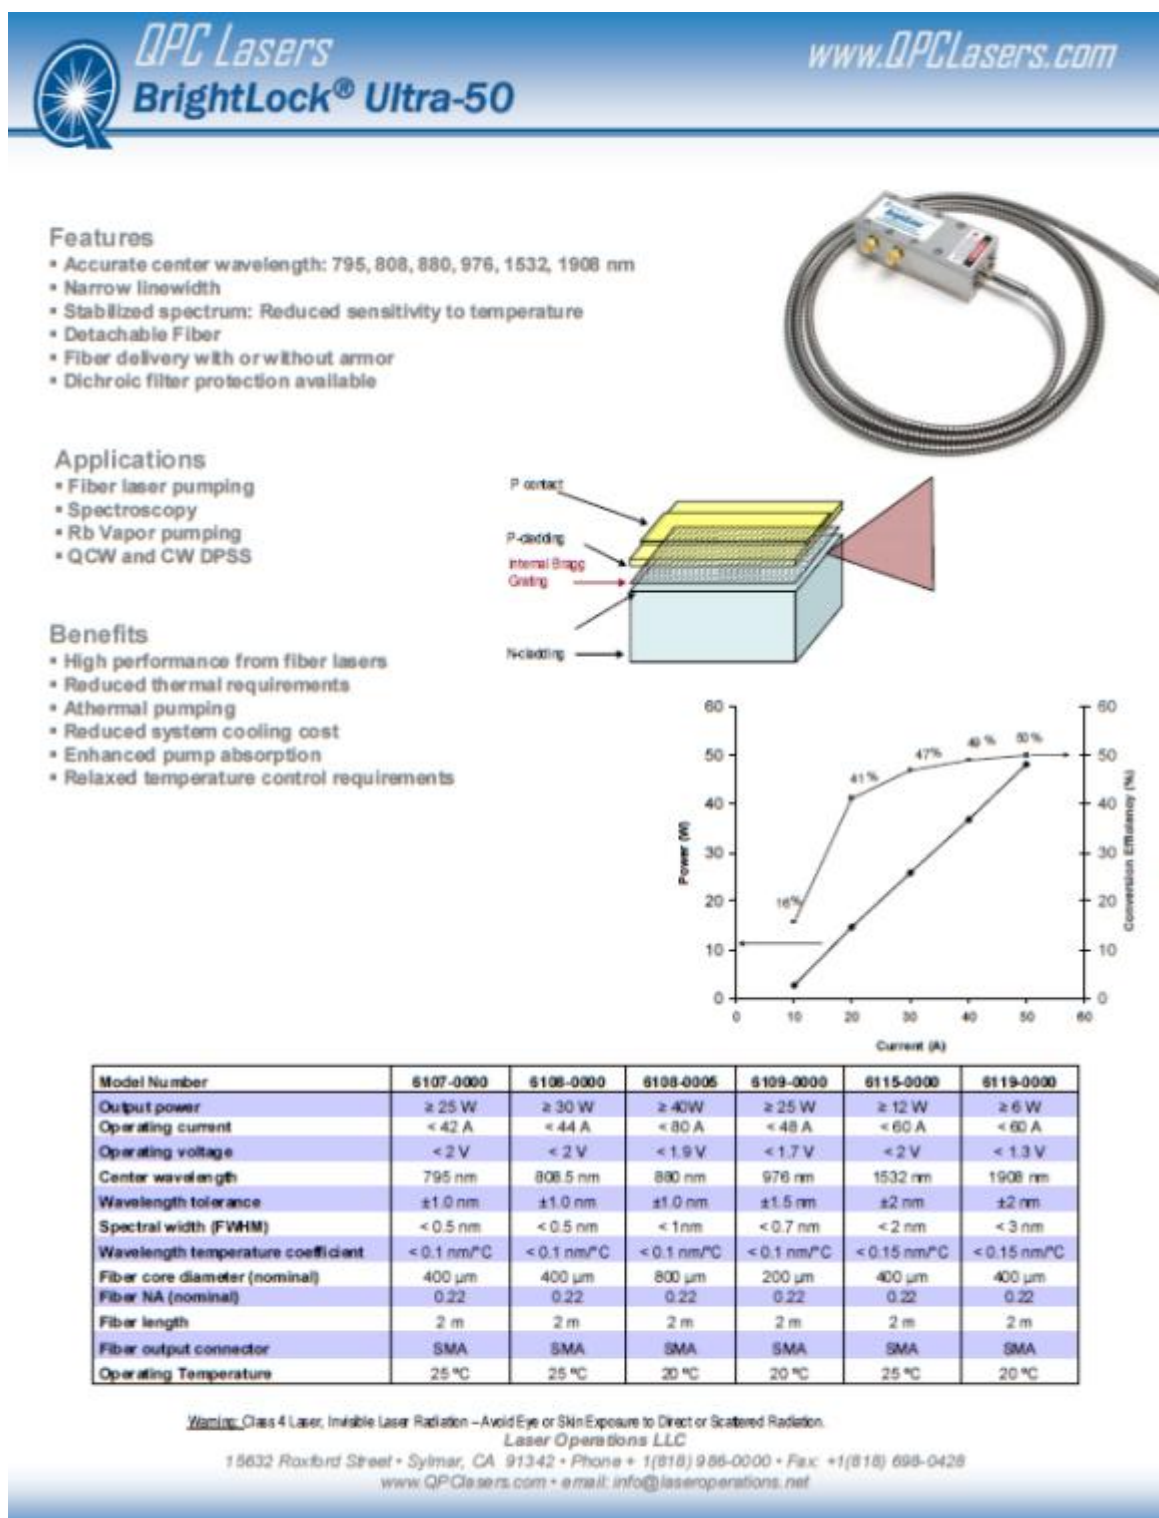 QPC Lasers
www.QPCLasers.com
BrightLock® Ultra-50
Features
▪ Accurate center wavelength: 795, 808, 880, 976, 1532, 1908 nm
▪ Narrow linewidth
▪ Stabilized spectrum: Reduced sensitivity to temperature
▪ Detachable Fiber
▪ Fiber delivery with or without armor
▪ Dichroic filter protection available
Applications
▪ Fiber laser pumping
▪ Spectroscopy
▪ Rb Vapor pumping
▪ QCW and CW DPSS
P contact
P-cladding
Internal Bragg
Grating
N-cladding
Benefits
▪ High performance from fiber lasers
▪ Reduced thermal requirements
▪ Athermal pumping
▪ Reduced system cooling cost
▪ Enhanced pump absorption
▪ Relaxed temperature control requirements
60 60
50 50
40 40
30 30
20 20
10 10
0 0
16% 41% 47% 49% 50%
Power (W)
Conversion Efficiency (%)
0 10 20 30 40 50 60
Current (A)
Model Number 6107-0000 6108-0000 6108-0005 6109-0000 6115-0000 6119-0000
Output power ≥ 25 W ≥ 30 W ≥ 40W ≥ 25 W ≥ 12 W ≥ 6 W
Operating current < 42 A < 44 A < 80 A < 48 A < 60 A < 60 A
Operating voltage < 2 V < 2 V < 1.9 V < 1.7 V < 2 V < 1.3 V
Center wavelength 795 nm 808.5 nm 880 nm 976 nm 1532 nm 1908 nm
Wavelength tolerance ±1.0 nm ±1.0 nm ±1.0 nm ±1.5 nm ±2 nm ±2 nm
Spectral width (FWHM) < 0.5 nm < 0.5 nm < 1nm < 0.7 nm < 2 nm < 3 nm
Wavelength temperature coefficient < 0.1 nm/°C < 0.1 nm/°C < 0.1 nm/°C < 0.1 nm/°C < 0.15 nm/°C < 0.15 nm/°C
Fiber core diameter (nominal) 400 µm 400 µm 800 µm 200 µm 400 µm 400 µm
Fiber NA (nominal) 0.22 0.22 0.22 0.22 0.22 0.22
Fiber length 2 m 2 m 2 m 2 m 2 m 2 m
Fiber output connector SMA SMA SMA SMA SMA SMA
Operating Temperature 25 ºC 25 ºC 20 ºC 20 ºC 25 ºC 20 ºC
Warning: Class 4 Laser, Invisible Laser Radiation – Avoid Eye or Skin Exposure to Direct or Scattered Radiation.
Laser Operations LLC
15632 Roxford Street • Sylmar, CA 91342 • Phone + 1(818) 986-0000 • Fax: +1(818) 698-0428
www.QPClasers.com • email: info@laseroperations.net